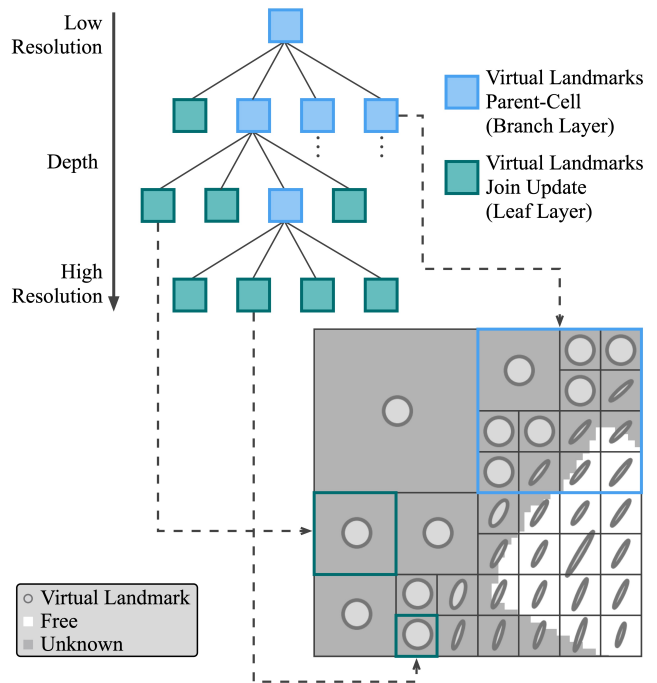 Low
Resolution
Depth
High
Resolution
Virtual Landmarks
Parent-Cell
(Branch Layer)
Virtual Landmarks
Join Update
(Leaf Layer)
Virtual Landmark
Free
Unknown